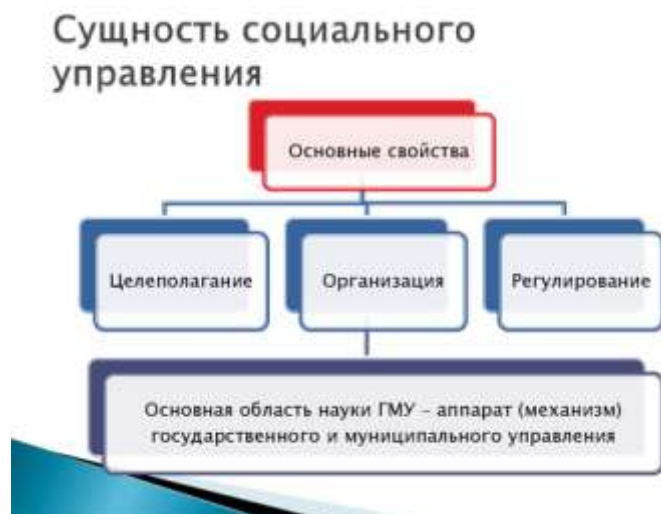 Сущность социального
управления
Основные свойства
Целеполагание
Организация
Регулирование
Основная область науки ГМУ – аппарат (механизм)
государственного и муниципального управления